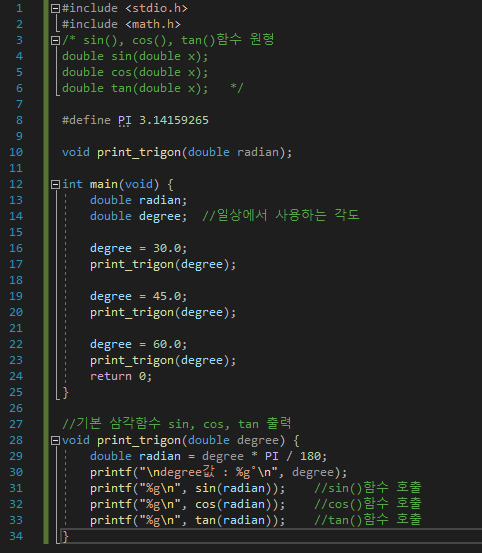 1 #include <stdio.h>
2 #include <math.h>
3 /* sin(), cos(), tan()함수 원형
4 double sin(double x);
5 double cos(double x);
6 double tan(double x);   */
7
8 #define PI 3.14159265
9
10 void print_trigon(double radian);
11
12 int main(void) {
13     double radian;
14     double degree;  //일상에서 사용하는 각도
15
16     degree = 30.0;
17     print_trigon(degree);
18
19     degree = 45.0;
20     print_trigon(degree);
21
22     degree = 60.0;
23     print_trigon(degree);
24     return 0;
25 }
26
27 //기본 삼각함수 sin, cos, tan 출력
28 void print_trigon(double degree) {
29     double radian = degree * PI / 180;
30     printf("\ndegree값 : %g˚\n", degree);
31     printf("%g\n", sin(radian));    //sin()함수 호출
32     printf("%g\n", cos(radian));    //cos()함수 호출
33     printf("%g\n", tan(radian));    //tan()함수 호출
34 }